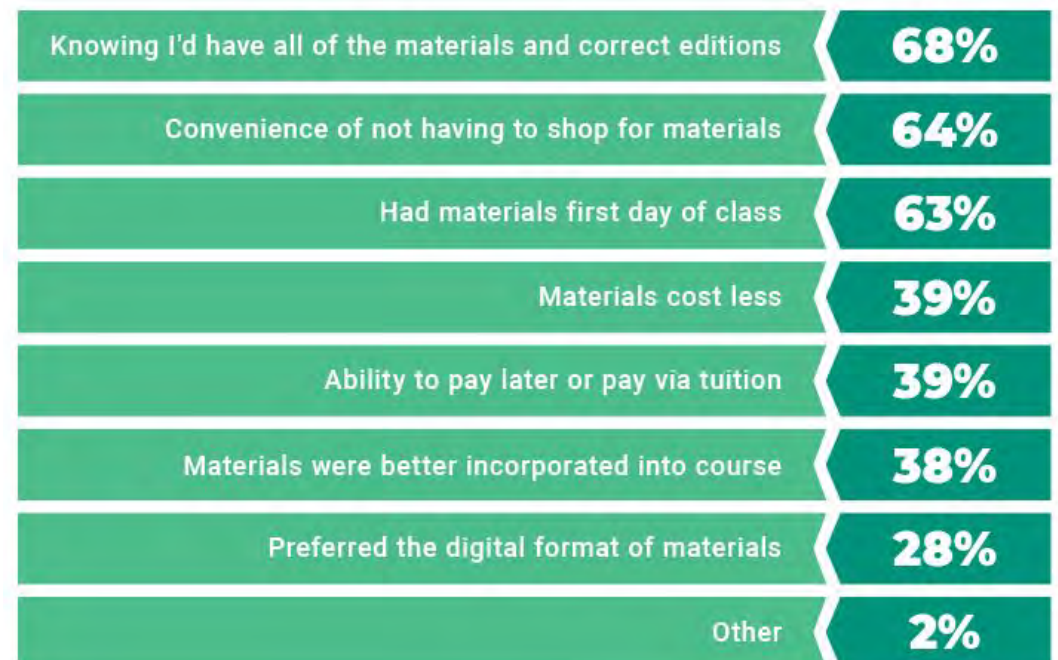 Knowing I'd have all of the materials and correct editions 68%
Convenience of not having to shop for materials 64%
Had materials first day of class 63%
Materials cost less 39%
Ability to pay later or pay via tuition 39%
Materials were better incorporated into course 38%
Preferred the digital format of materials 28%
Other 2%